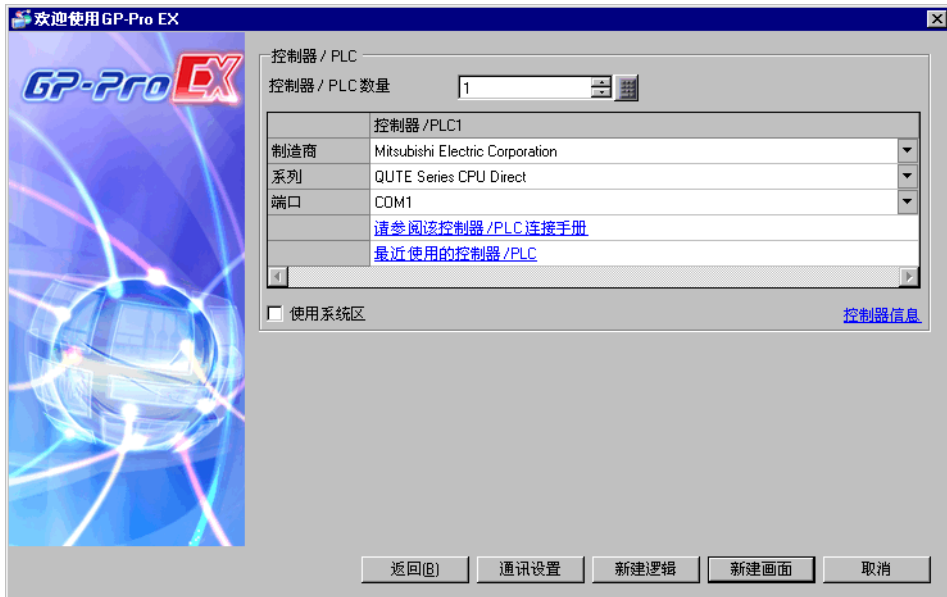 欢迎使用GP-Pro EX
GP-Pro EX
控制器 / PLC
控制器 / PLC 数量 1
控制器 /PLC1
制造商 Mitsubishi Electric Corporation
系列 QUTE Series CPU Direct
端口 COM1
请参阅该控制器 /PLC 连接手册
最近使用的控制器 /PLC
使用系统区 控制器信息
返回(B) 通讯设置 新建逻辑 新建画面 取消